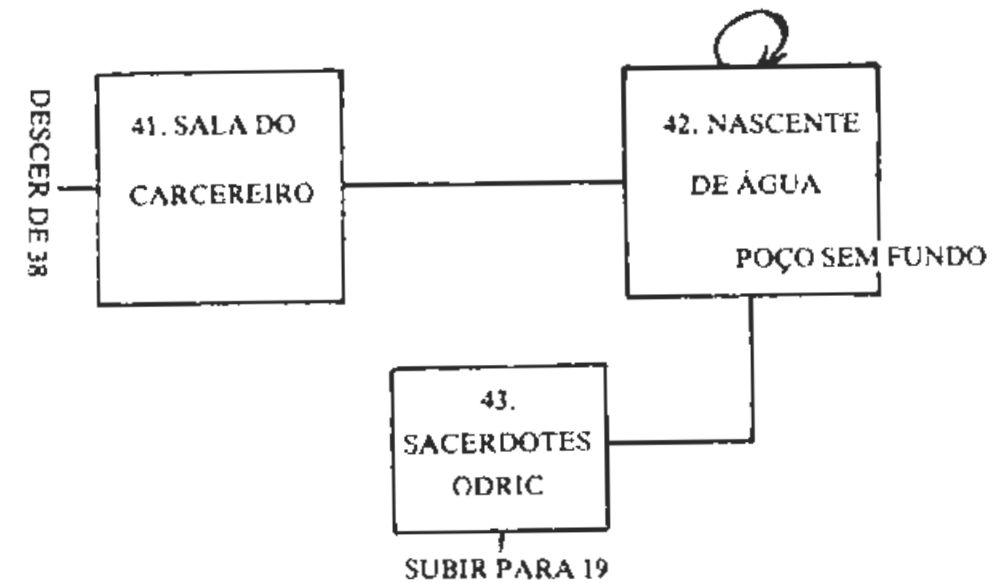 DESCER DE 38
41. SALA DO
CARCEREIRO
42. NASCENTE
DE ÁGUA
POÇO SEM FUNDO
43.
SACERDOTES
ODRIC
SUBIR PARA 19